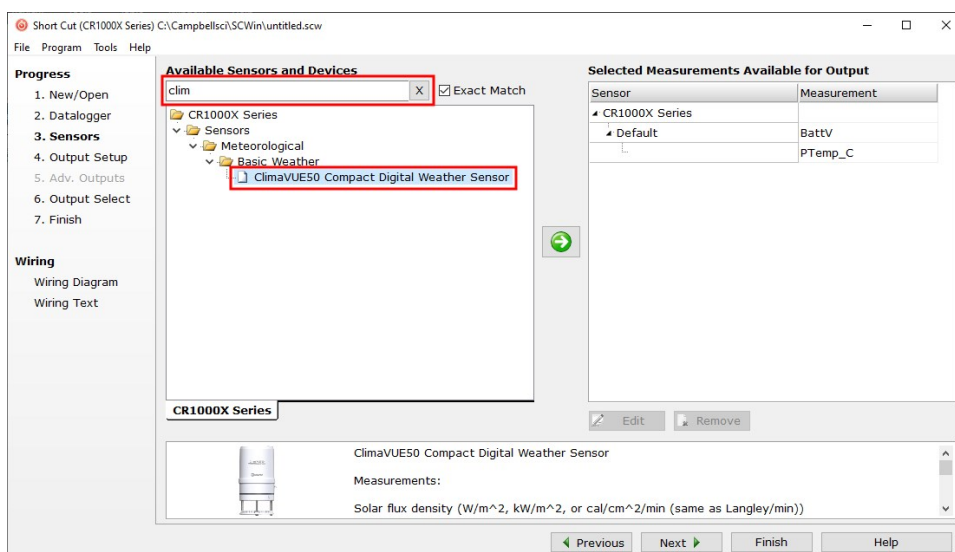 Short Cut (CR1000X Series) C:\Campbellsci\SCWin\untitled.scw
File Program Tools Help
Progress
1. New/Open
2. Datalogger
3. Sensors
4. Output Setup
5. Adv. Outputs
6. Output Select
7. Finish
Wiring
Wiring Diagram
Wiring Text
Available Sensors and Devices
clim X Exact Match
CR1000X Series
Sensors
Meteorological
Basic Weather
ClimaVUE50 Compact Digital Weather Sensor
CR1000X Series
Selected Measurements Available for Output
Sensor Measurement
CR1000X Series
Default BattV
PTemp_C
Edit Remove
ClimaVUE50 Compact Digital Weather Sensor
Measurements:
Solar flux density (W/m^2, kW/m^2, or cal/cm^2/min (same as Langley/min))
Previous Next Finish Help